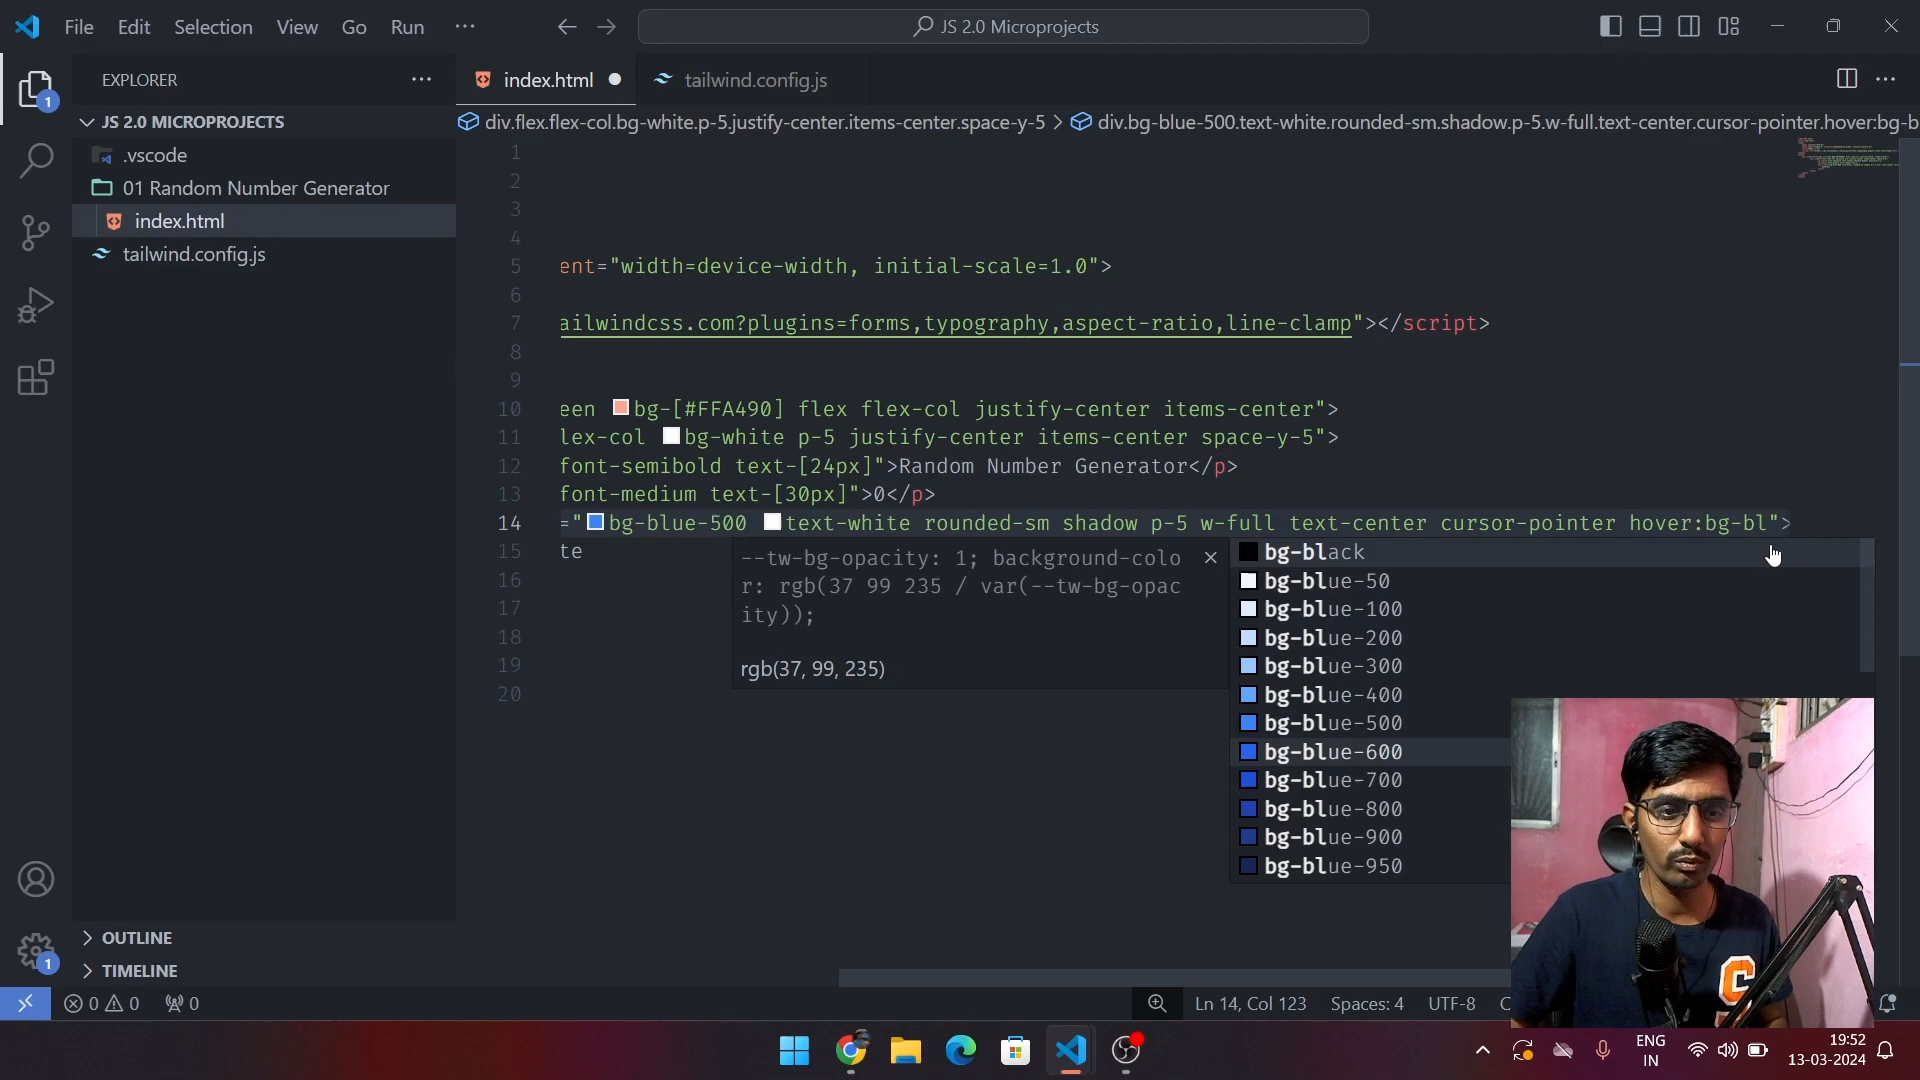 File Edit Selection View Go Run ···
JS 2.0 Microprojects
EXPLORER
1
JS 2.0 MICROPROJECTS
.vscode
01 Random Number Generator
index.html
tailwind.config.js
index.html
tailwind.config.js
div.flex.flex-col.bg-white.p-5.justify-center.items-center.space-y-5 > div.bg-blue-500.text-white.rounded-sm.shadow.p-5.w-full.text-center.cursor-pointer.hover:bg-b
1
2
3
4
5 ent="width=device-width, initial-scale=1.0">
6
7 ailwindcss.com?plugins=forms,typography,aspect-ratio,line-clamp"></script>
8
9
10 een bg-[#FFA490] flex flex-col justify-center items-center">
11 lex-col bg-white p-5 justify-center items-center space-y-5">
12 font-semibold text-[24px]">Random Number Generator</p>
13 font-medium text-[30px]">0</p>
14 ="bg-blue-500 text-white rounded-sm shadow p-5 w-full text-center cursor-pointer hover:bg-bl">
15 te
16
17
18
19
20
--tw-bg-opacity: 1; background-colo
r: rgb(37 99 235 / var(--tw-bg-opac
ity));
rgb(37, 99, 235)
bg-black
bg-blue-50
bg-blue-100
bg-blue-200
bg-blue-300
bg-blue-400
bg-blue-500
bg-blue-600
bg-blue-700
bg-blue-800
bg-blue-900
bg-blue-950
OUTLINE
TIMELINE
1
0 0 0
Ln 14, Col 123 Spaces: 4 UTF-8
C
ENG
IN
19:52
13-03-2024